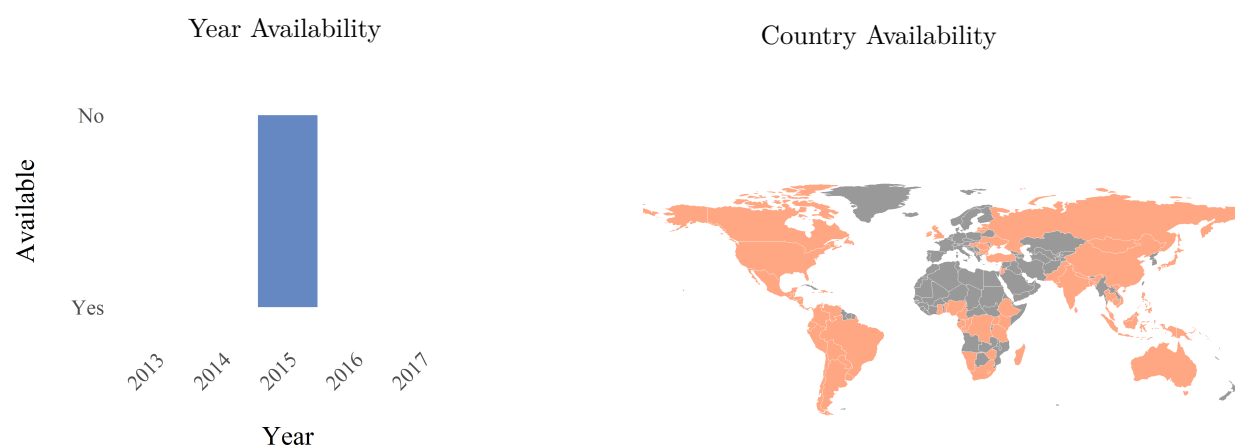 Year Availability
No
Available
Yes
2013
2014
2015
2016
2017
Year
Country Availability